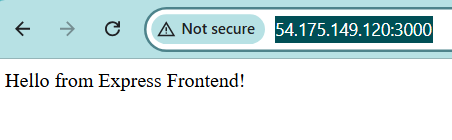 Not secure 54.175.149.120:3000
Hello from Express Frontend!